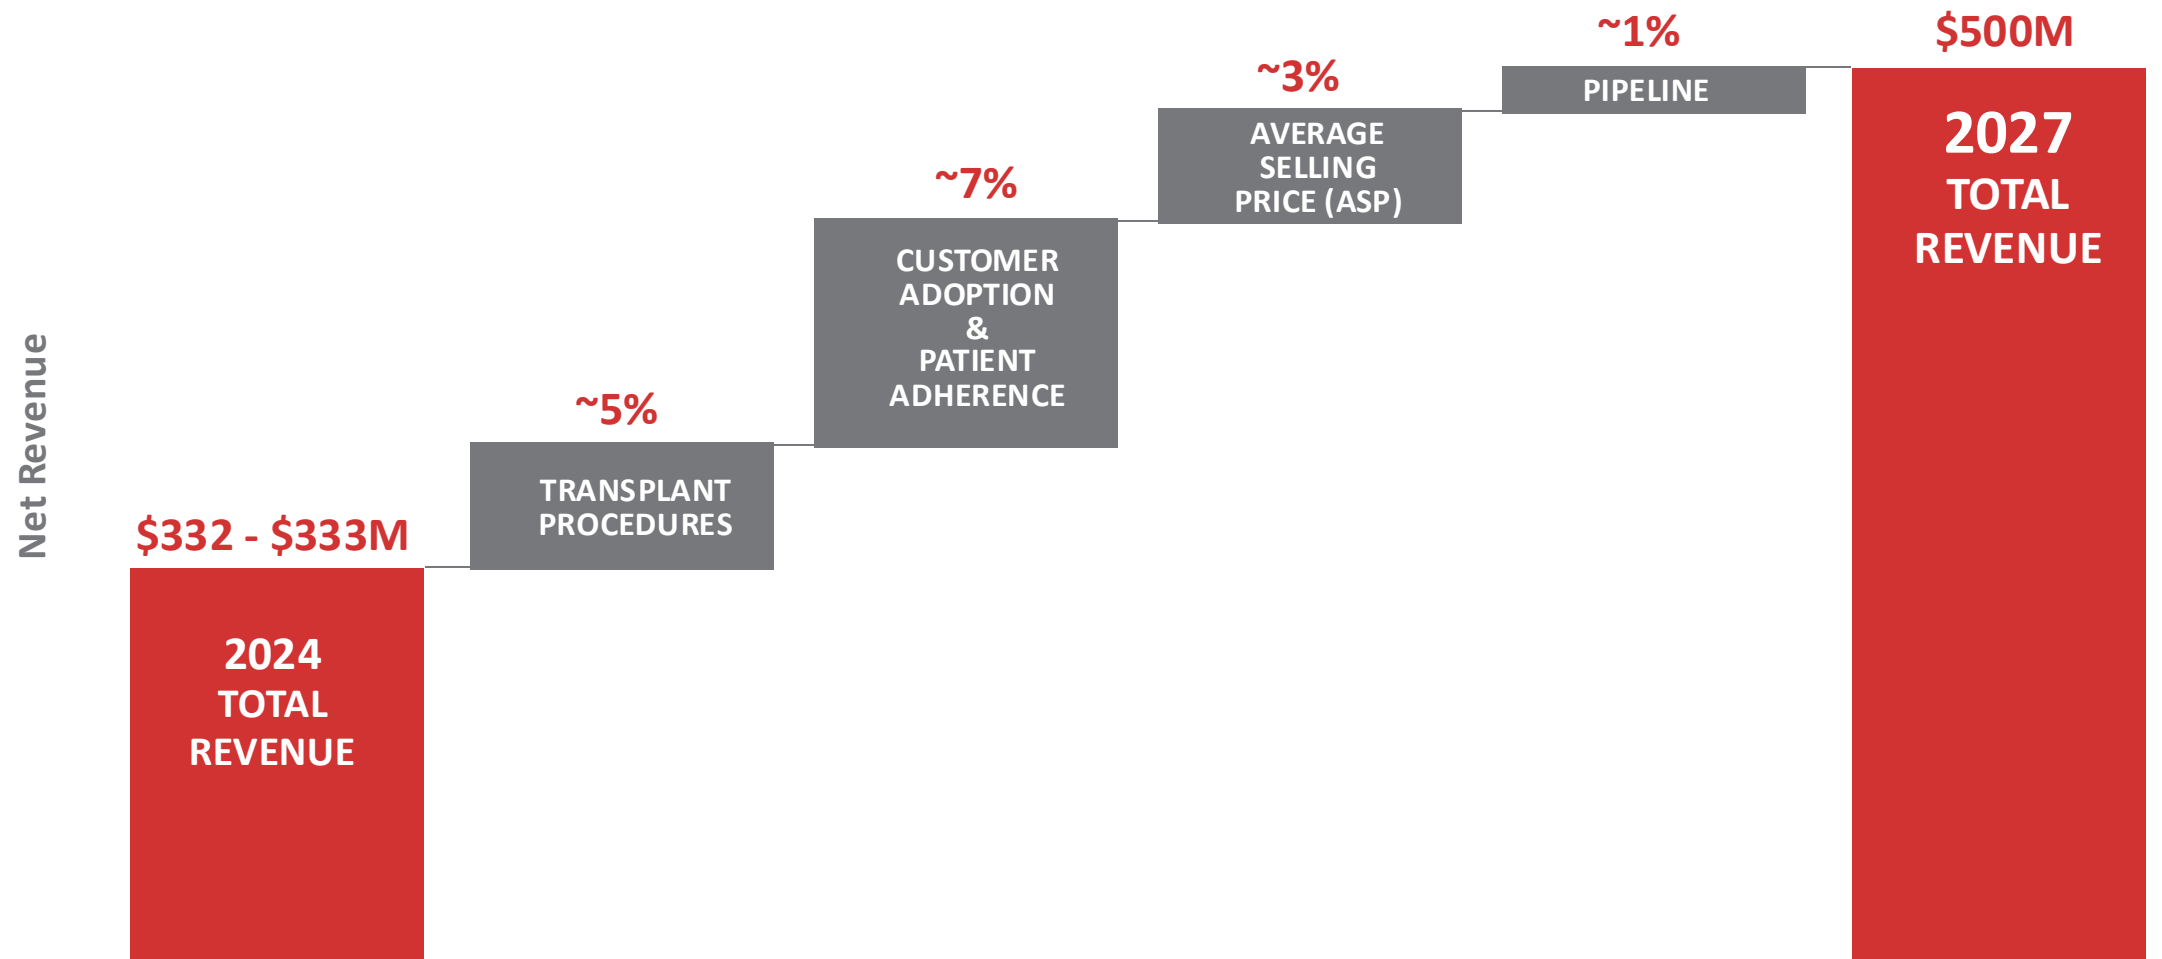 Net Revenue
$332 - $333M
2024
TOTAL
REVENUE
~5%
TRANSPLANT
PROCEDURES
~7%
CUSTOMER
ADOPTION
&
PATIENT
ADHERENCE
~3%
AVERAGE
SELLING
PRICE (ASP)
~1%
PIPELINE
$500M
2027
TOTAL
REVENUE